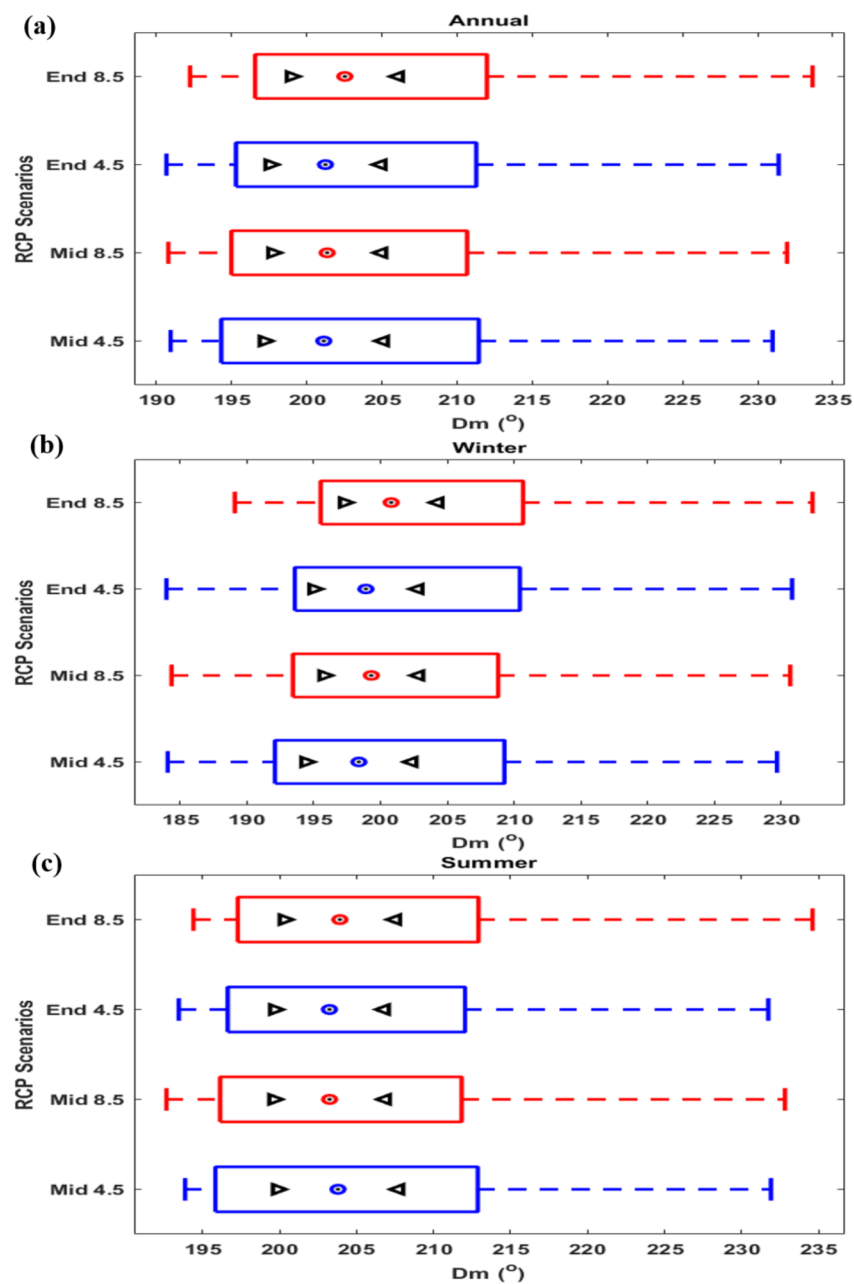 (a)
Annual
RCP Scenarios
End 8.5
End 4.5
Mid 8.5
Mid 4.5
190 195 200 205 210 215 220 225 230 235
Dm (°)
(b)
Winter
RCP Scenarios
End 8.5
End 4.5
Mid 8.5
Mid 4.5
185 190 195 200 205 210 215 220 225 230
Dm (°)
(c)
Summer
RCP Scenarios
End 8.5
End 4.5
Mid 8.5
Mid 4.5
195 200 205 210 215 220 225 230 235
Dm (°)